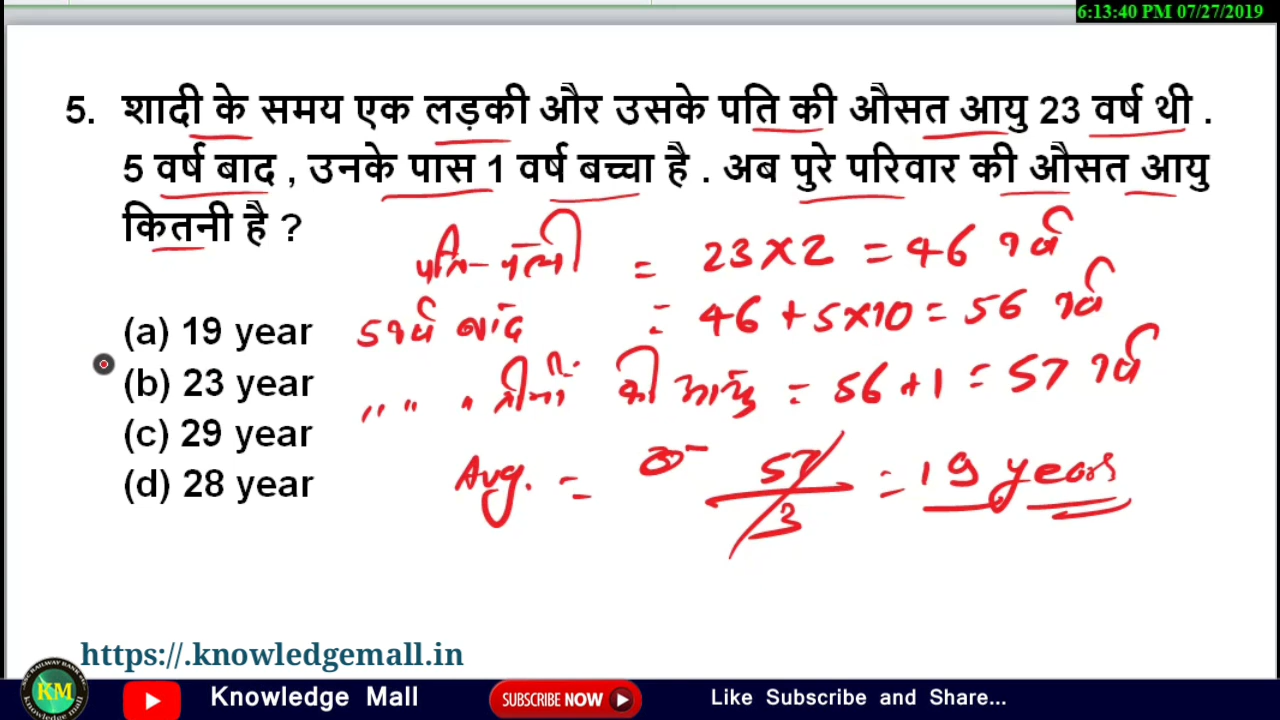 6:13:40 PM 07/27/2019
5. शादी के समय एक लड़की और उसके पति की औसत आयु 23 वर्ष थी .
5 वर्ष बाद , उनके पास 1 वर्ष बच्चा है . अब पुरे परिवार की औसत आयु
कितनी है ?
पति-पत्नी = 23×2 = 46 वर्ष
(a) 19 year
5 वर्ष बाद = 46 + 5×10 = 56 वर्ष
(b) 23 year
" " " तीनों की आयु = 56+1 = 57 वर्ष
(c) 29 year
(d) 28 year
Avg. = 57/3 = 19 years
https://.knowledgemall.in
KM
Knowledge Mall
SUBSCRIBE NOW
Like Subscribe and Share...